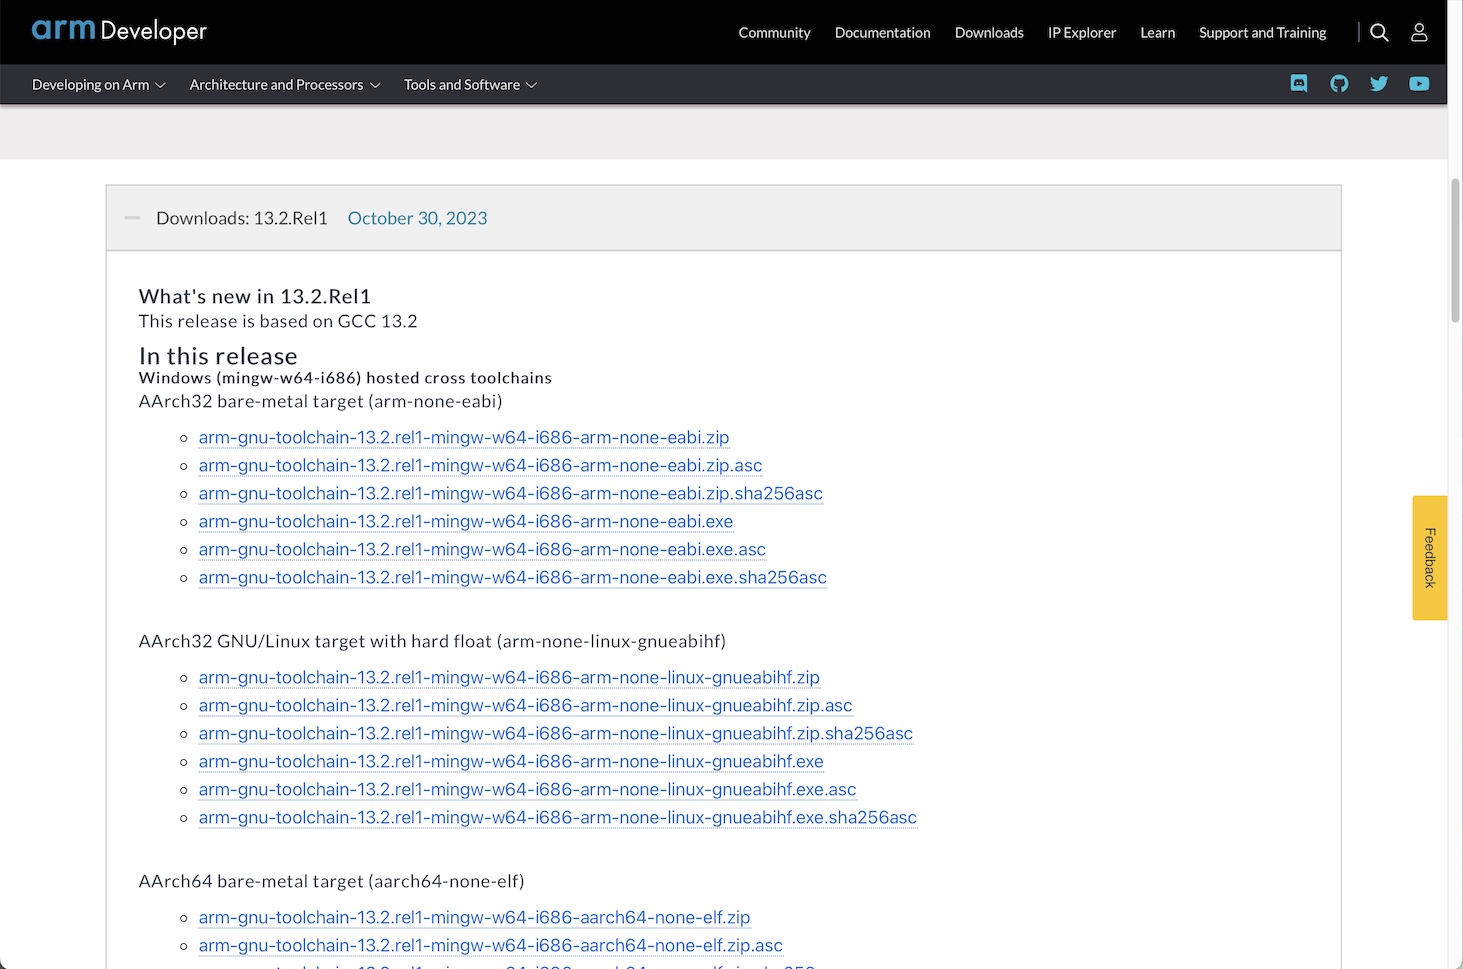 arm Developer
Community Documentation Downloads IP Explorer Learn Support and Training
Developing on Arm Architecture and Processors Tools and Software
Downloads: 13.2.Rel1 October 30, 2023
What's new in 13.2.Rel1
This release is based on GCC 13.2
In this release
Windows (mingw-w64-i686) hosted cross toolchains
AArch32 bare-metal target (arm-none-eabi)
arm-gnu-toolchain-13.2.rel1-mingw-w64-i686-arm-none-eabi.zip
arm-gnu-toolchain-13.2.rel1-mingw-w64-i686-arm-none-eabi.zip.asc
arm-gnu-toolchain-13.2.rel1-mingw-w64-i686-arm-none-eabi.zip.sha256asc
arm-gnu-toolchain-13.2.rel1-mingw-w64-i686-arm-none-eabi.exe
arm-gnu-toolchain-13.2.rel1-mingw-w64-i686-arm-none-eabi.exe.asc
arm-gnu-toolchain-13.2.rel1-mingw-w64-i686-arm-none-eabi.exe.sha256asc
Feedback
AArch32 GNU/Linux target with hard float (arm-none-linux-gnueabihf)
arm-gnu-toolchain-13.2.rel1-mingw-w64-i686-arm-none-linux-gnueabihf.zip
arm-gnu-toolchain-13.2.rel1-mingw-w64-i686-arm-none-linux-gnueabihf.zip.asc
arm-gnu-toolchain-13.2.rel1-mingw-w64-i686-arm-none-linux-gnueabihf.zip.sha256asc
arm-gnu-toolchain-13.2.rel1-mingw-w64-i686-arm-none-linux-gnueabihf.exe
arm-gnu-toolchain-13.2.rel1-mingw-w64-i686-arm-none-linux-gnueabihf.exe.asc
arm-gnu-toolchain-13.2.rel1-mingw-w64-i686-arm-none-linux-gnueabihf.exe.sha256asc
AArch64 bare-metal target (aarch64-none-elf)
arm-gnu-toolchain-13.2.rel1-mingw-w64-i686-aarch64-none-elf.zip
arm-gnu-toolchain-13.2.rel1-mingw-w64-i686-aarch64-none-elf.zip.asc